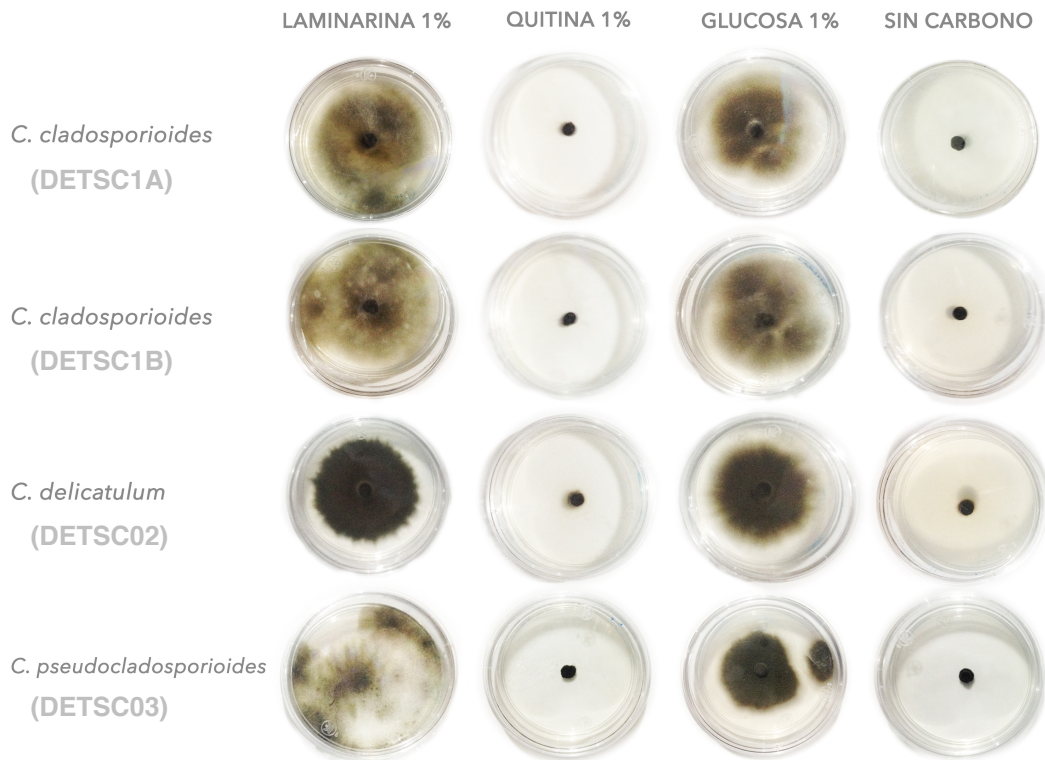 LAMINARINA 1% QUITINA 1% GLUCOSA 1% SIN CARBONO
C. cladosporioides
(DETSC1A)
C. cladosporioides
(DETSC1B)
C. delicatulum
(DETSC02)
C. pseudocladosporioides
(DETSC03)